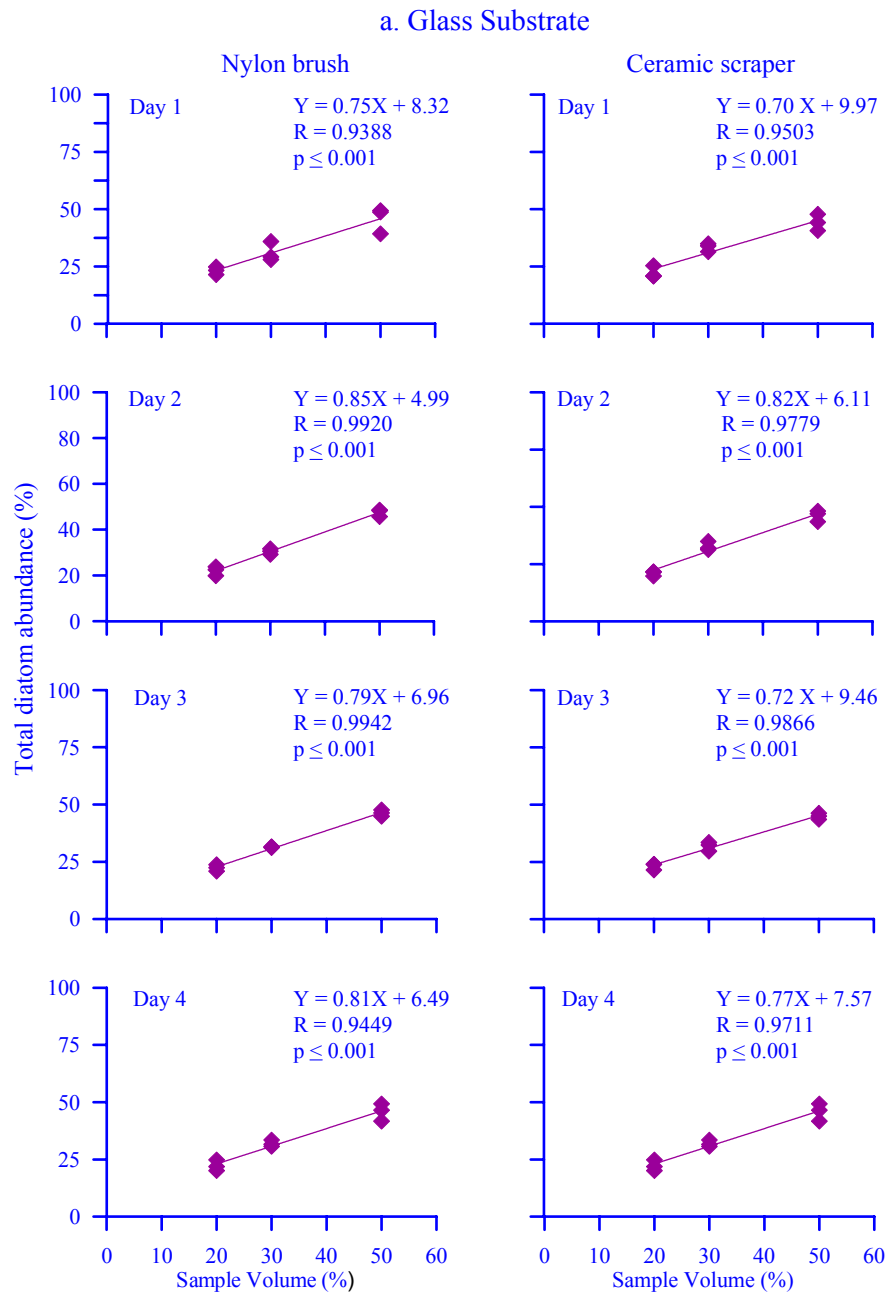 a. Glass Substrate
Nylon brush
Ceramic scraper
Total diatom abundance (%)
100
75
50
25
0
Day 1
Y = 0.75X + 8.32
R = 0.9388
p ≤ 0.001
Day 1
Y = 0.70 X + 9.97
R = 0.9503
p ≤ 0.001
100
80
60
40
20
0
Day 2
Y = 0.85X + 4.99
R = 0.9920
p ≤ 0.001
Day 2
Y = 0.82X + 6.11
R = 0.9779
p ≤ 0.001
100
75
50
25
0
Day 3
Y = 0.79X + 6.96
R = 0.9942
p ≤ 0.001
Day 3
Y = 0.72 X + 9.46
R = 0.9866
p ≤ 0.001
100
75
50
25
0
Day 4
Y = 0.81X + 6.49
R = 0.9449
p ≤ 0.001
Day 4
Y = 0.77X + 7.57
R = 0.9711
p ≤ 0.001
0 10 20 30 40 50 60
Sample Volume (%)
0 10 20 30 40 50 60
Sample Volume (%)